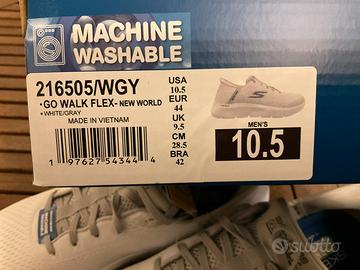 MACHINE
WASHABLE
216505/WGY
•GO WALK FLEX- NEW WORLD
•WHITE/GRAY
MADE IN VIETNAM
1 97627 54344 4
USA
10.5
EUR
44
UK
9.5
CM
28.5
BRA
42
MEN'S
10.5
subito